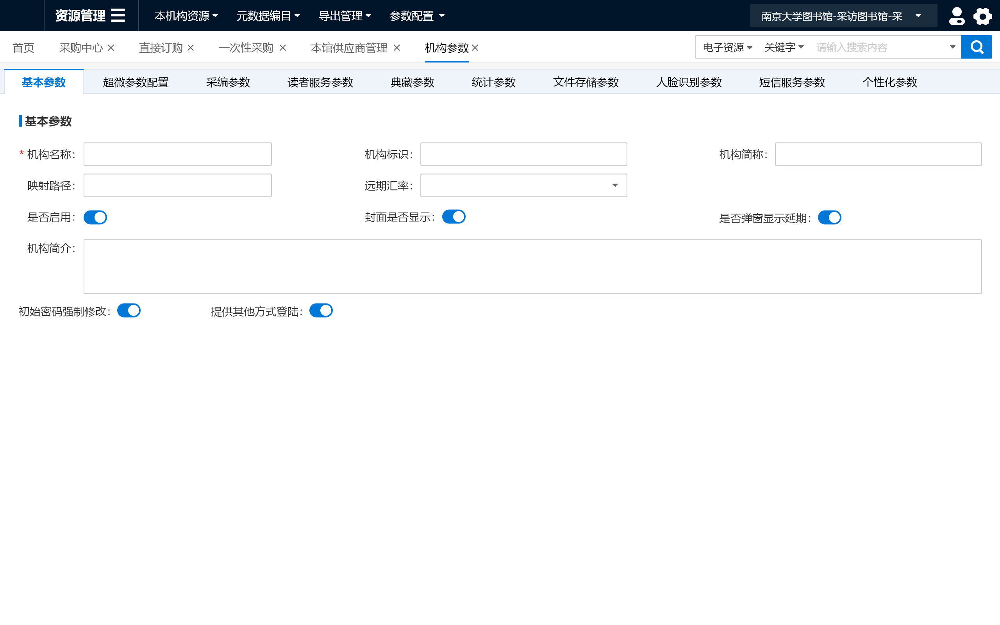 资源管理 本机构资源 元数据编目 导出管理 参数配置 南京大学图书馆-采访图书馆-采
首页 采购中心 直接订购 一次性采购 本馆供应商管理 机构参数 电子资源 关键字 请输入搜索内容
基本参数 超微参数配置 采编参数 读者服务参数 典藏参数 统计参数 文件存储参数 人脸识别参数 短信服务参数 个性化参数
基本参数
* 机构名称: 机构标识: 机构简称:
映射路径: 远期汇率:
是否启用: 封面是否显示: 是否弹窗显示延期:
机构简介:
初始密码强制修改: 提供其他方式登陆: